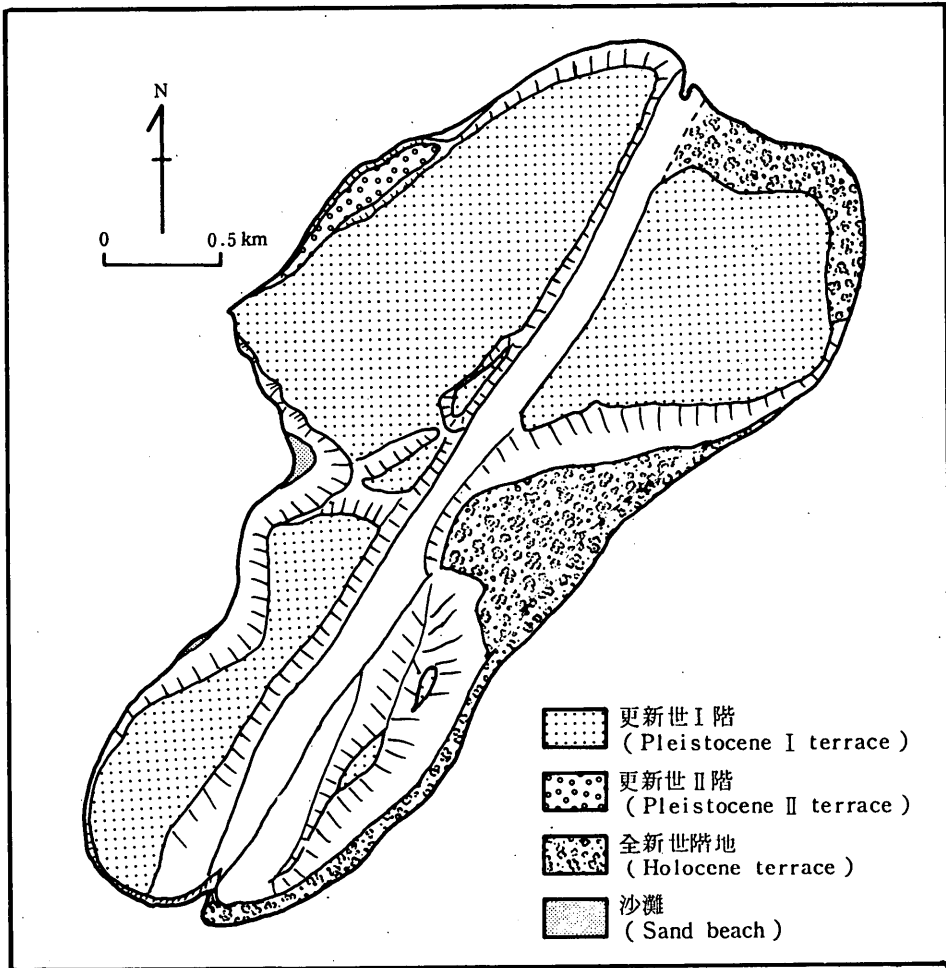 N
0 0.5 km
更新世 I 階
( Pleistocene I terrace )
更新世 II 階
( Pleistocene II terrace )
全新世階地
( Holocene terrace )
沙灘
( Sand beach )